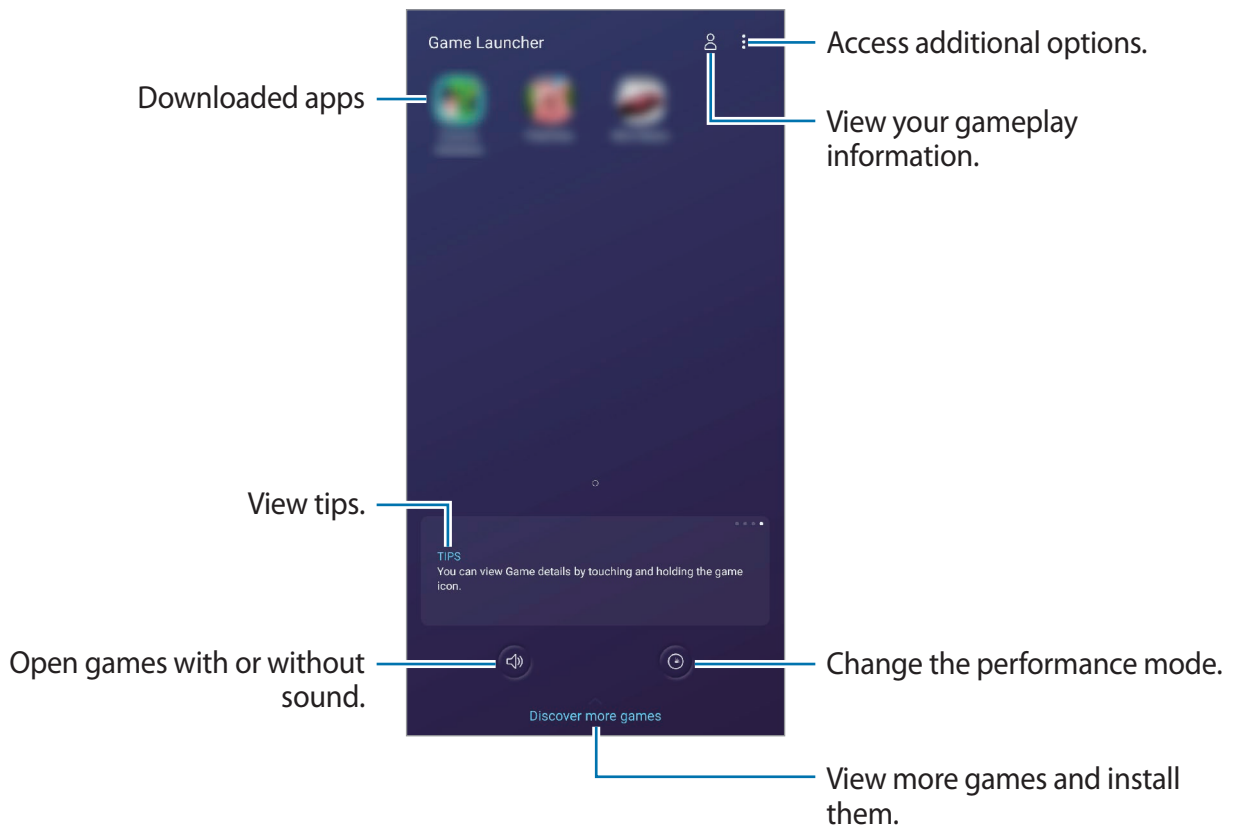 Game Launcher
Access additional options.
Downloaded apps
View your gameplay
information.
View tips.
TIPS
You can view Game details by touching and holding the game
icon.
Open games with or without
sound.
Change the performance mode.
Discover more games
View more games and install
them.